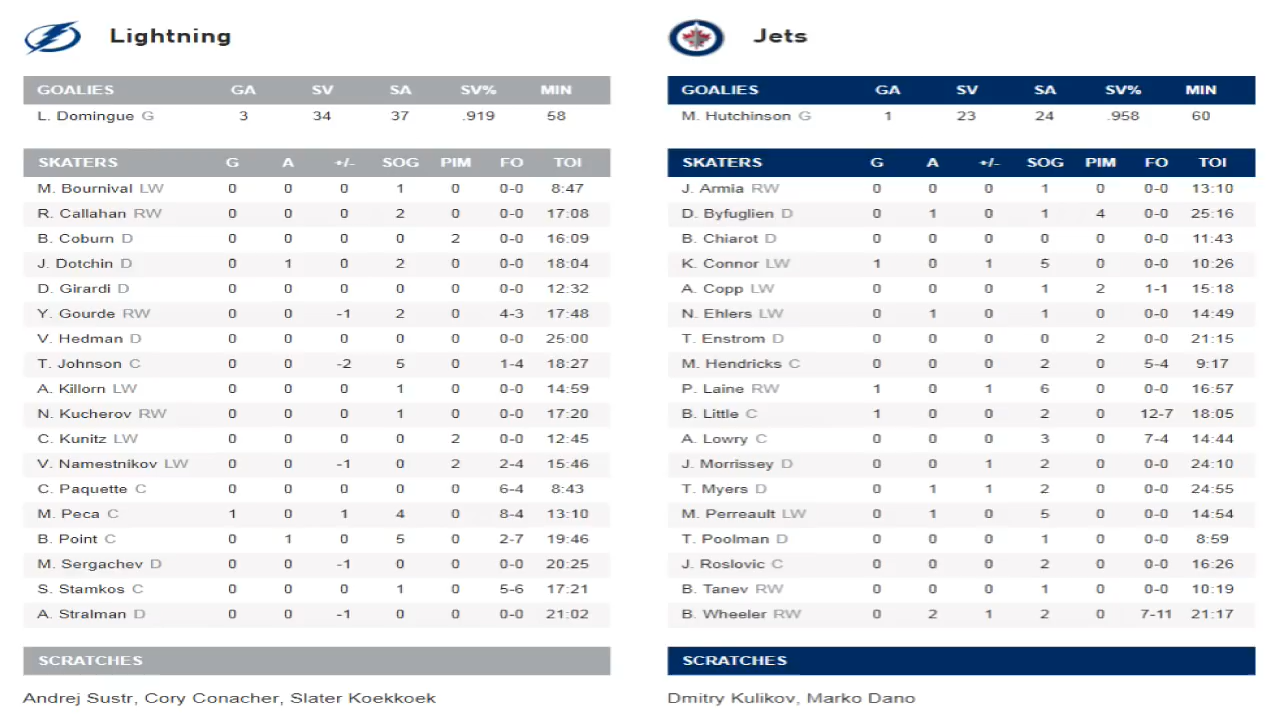 Lightning
GOALIES GA SV SA SV% MIN
L. Domingue G 3 34 37 .919 58
SKATERS G A +/- SOG PIM FO TOI
M. Bournival LW 0 0 0 1 0 0-0 8:47
R. Callahan RW 0 0 0 2 0 0-0 17:08
B. Coburn D 0 0 0 0 2 0-0 16:09
J. Dotchin D 0 1 0 2 0 0-0 18:04
D. Girardi D 0 0 0 0 0 0-0 12:32
Y. Gourde RW 0 0 -1 2 0 4-3 17:48
V. Hedman D 0 0 0 0 0 0-0 25:00
T. Johnson C 0 0 -2 5 0 1-4 18:27
A. Killorn LW 0 0 0 1 0 0-0 14:59
N. Kucherov RW 0 0 0 1 0 0-0 17:20
C. Kunitz LW 0 0 0 0 2 0-0 12:45
V. Namestnikov LW 0 0 -1 0 2 2-4 15:46
C. Paquette C 0 0 0 0 0 6-4 8:43
M. Peca C 1 0 1 4 0 8-4 13:10
B. Point C 0 1 0 5 0 2-7 19:46
M. Sergachev D 0 0 -1 0 0 0-0 20:25
S. Stamkos C 0 0 0 1 0 5-6 17:21
A. Stralman D 0 0 -1 0 0 0-0 21:02
SCRATCHES
Andrej Sustr, Cory Conacher, Slater Koekkoek
Jets
GOALIES GA SV SA SV% MIN
M. Hutchinson G 1 23 24 .958 60
SKATERS G A +/- SOG PIM FO TOI
J. Armia RW 0 0 0 1 0 0-0 13:10
D. Byfuglien D 0 1 0 1 4 0-0 25:16
B. Chiarot D 0 0 0 0 0 0-0 11:43
K. Connor LW 1 0 1 5 0 0-0 10:26
A. Copp LW 0 0 0 1 2 1-1 15:18
N. Ehlers LW 0 1 1 1 0 0-0 14:49
T. Enstrom D 0 0 0 0 2 0-0 21:15
M. Hendricks C 0 0 0 2 0 5-4 9:17
P. Laine RW 1 0 1 6 0 0-0 16:57
B. Little C 1 0 0 2 0 12-7 18:05
A. Lowry C 0 0 0 3 0 7-4 14:44
J. Morrissey D 0 0 1 2 0 0-0 24:10
T. Myers D 0 1 1 2 0 0-0 24:55
M. Perreault LW 0 1 0 5 0 0-0 14:54
T. Poolman D 0 0 0 1 0 0-0 8:59
J. Roslovic C 0 0 0 2 0 0-0 16:26
B. Tanev RW 0 0 0 1 0 0-0 10:19
B. Wheeler RW 0 2 1 2 0 7-11 21:17
SCRATCHES
Dmitry Kulikov, Marko Dano